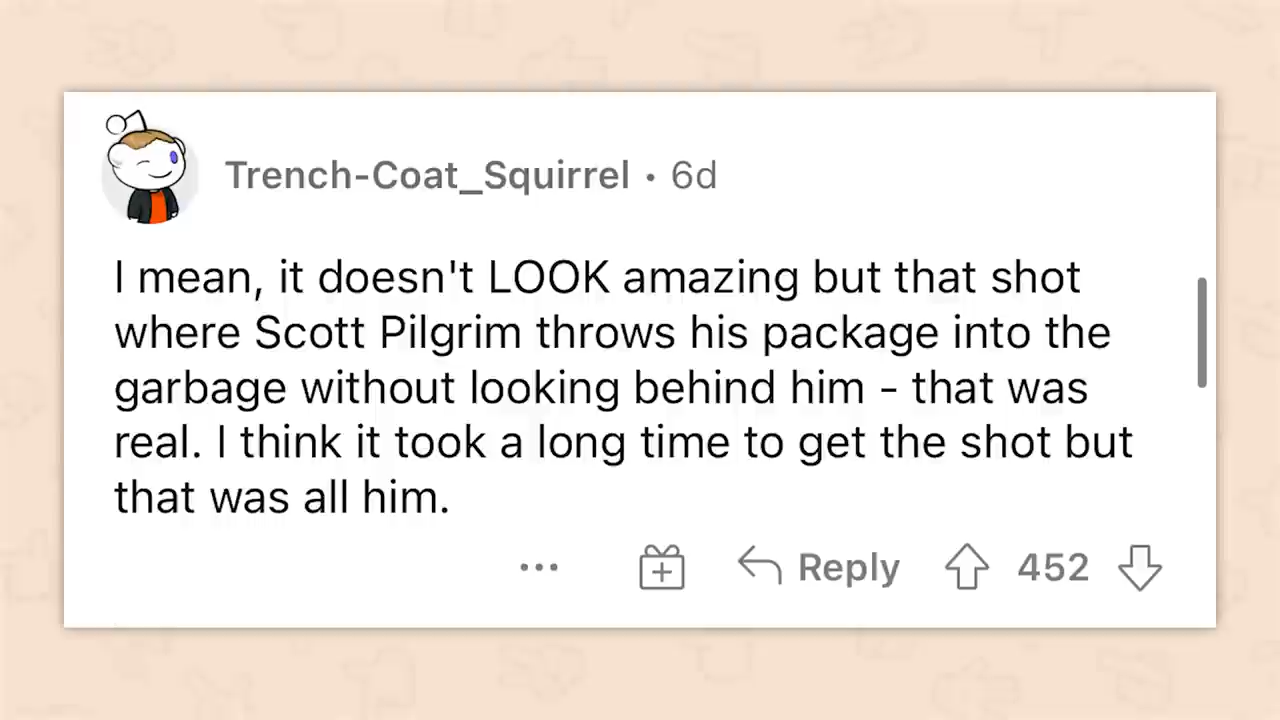 Trench-Coat_Squirrel • 6d
I mean, it doesn't LOOK amazing but that shot
where Scott Pilgrim throws his package into the
garbage without looking behind him - that was
real. I think it took a long time to get the shot but
that was all him.
... Reply 452